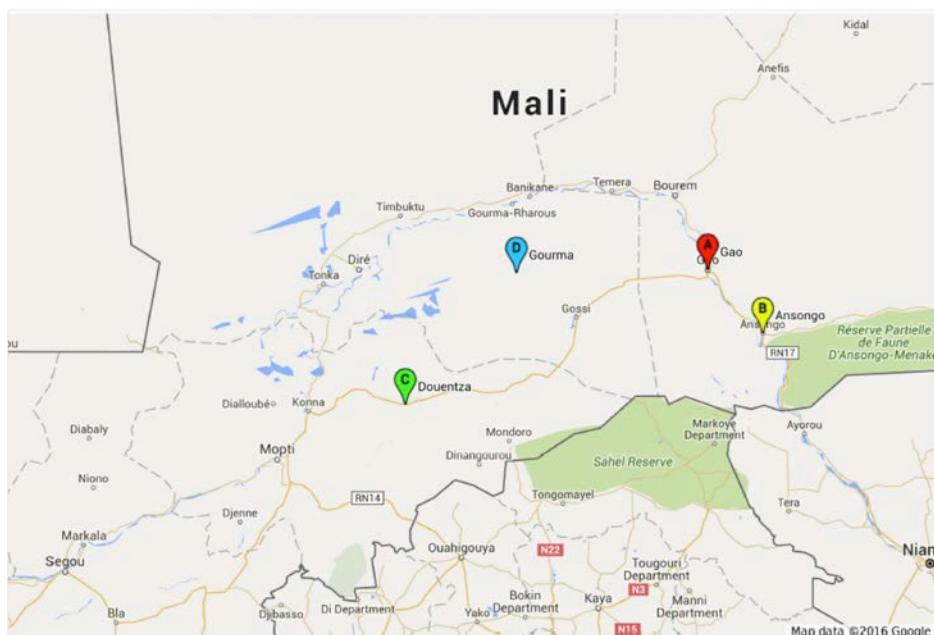 Kidal
Anefis
Mali
Banikane
Temera
Bourem
Timbuktu
Gourma-Rharous
D
Gourma
A
Gao
Diré
Tonka
B
Ansongo
Ansongo
Gossi
Réserve Partielle
de Faune
D'Ansongo-Menake
RN17
C
Douentza
Dialloubé
Konna
Diabaly
Mondoro
Markoye
Department
Ayorou
Mopti
Dinangourou
Sahel Reserve
Niono
RN14
Tongomayel
Tera
Djenne
Markala
Segou
Ouahigouya
N22
Tougouri
Department
Niam
Djibasso
Di Department
Bokin
Department
Kaya
N3
Manni
Department
Bla
Yako
N15
Map data ©2016 Google